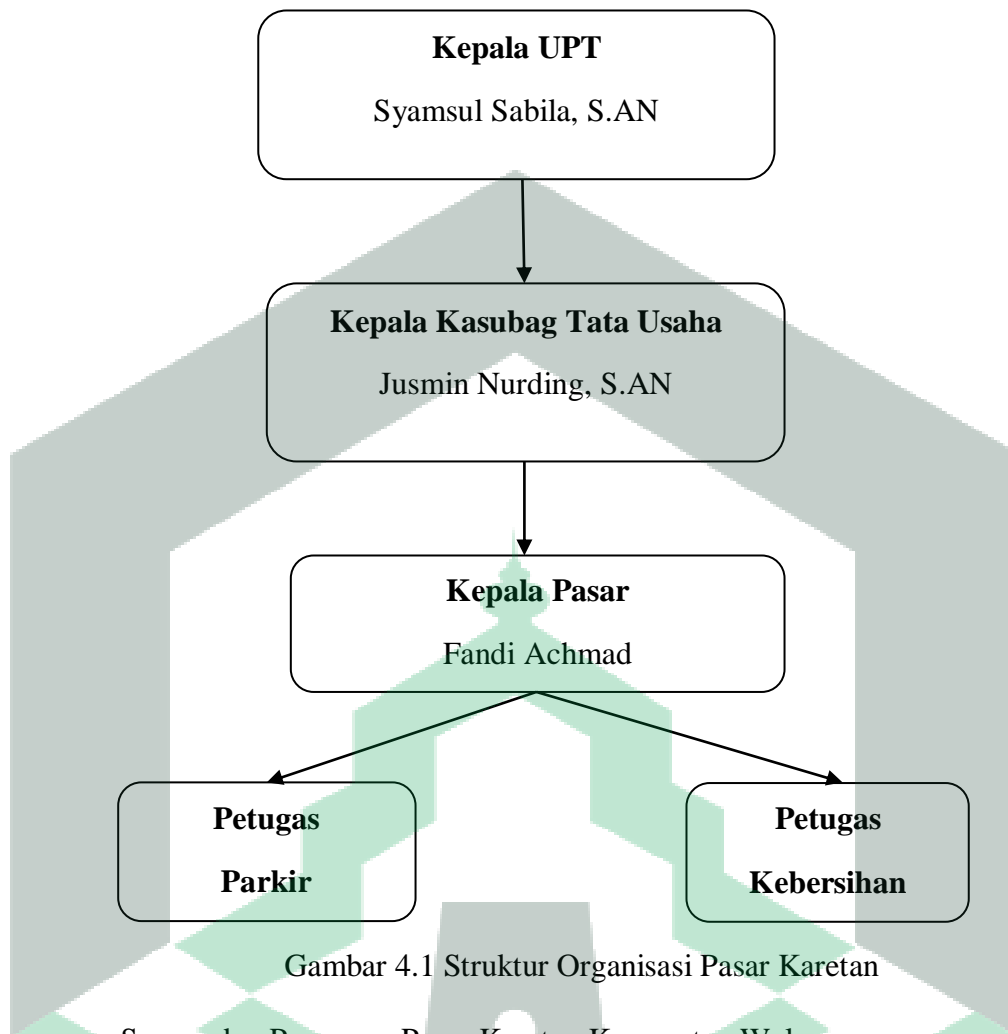 Kepala UPT
Syamsul Sabila, S.AN
Kepala Kasubag Tata Usaha
Jusmin Nurding, S.AN
Kepala Pasar
Fandi Achmad
Petugas
Parkir
Petugas
Kebersihan
Gambar 4.1 Struktur Organisasi Pasar Karetan